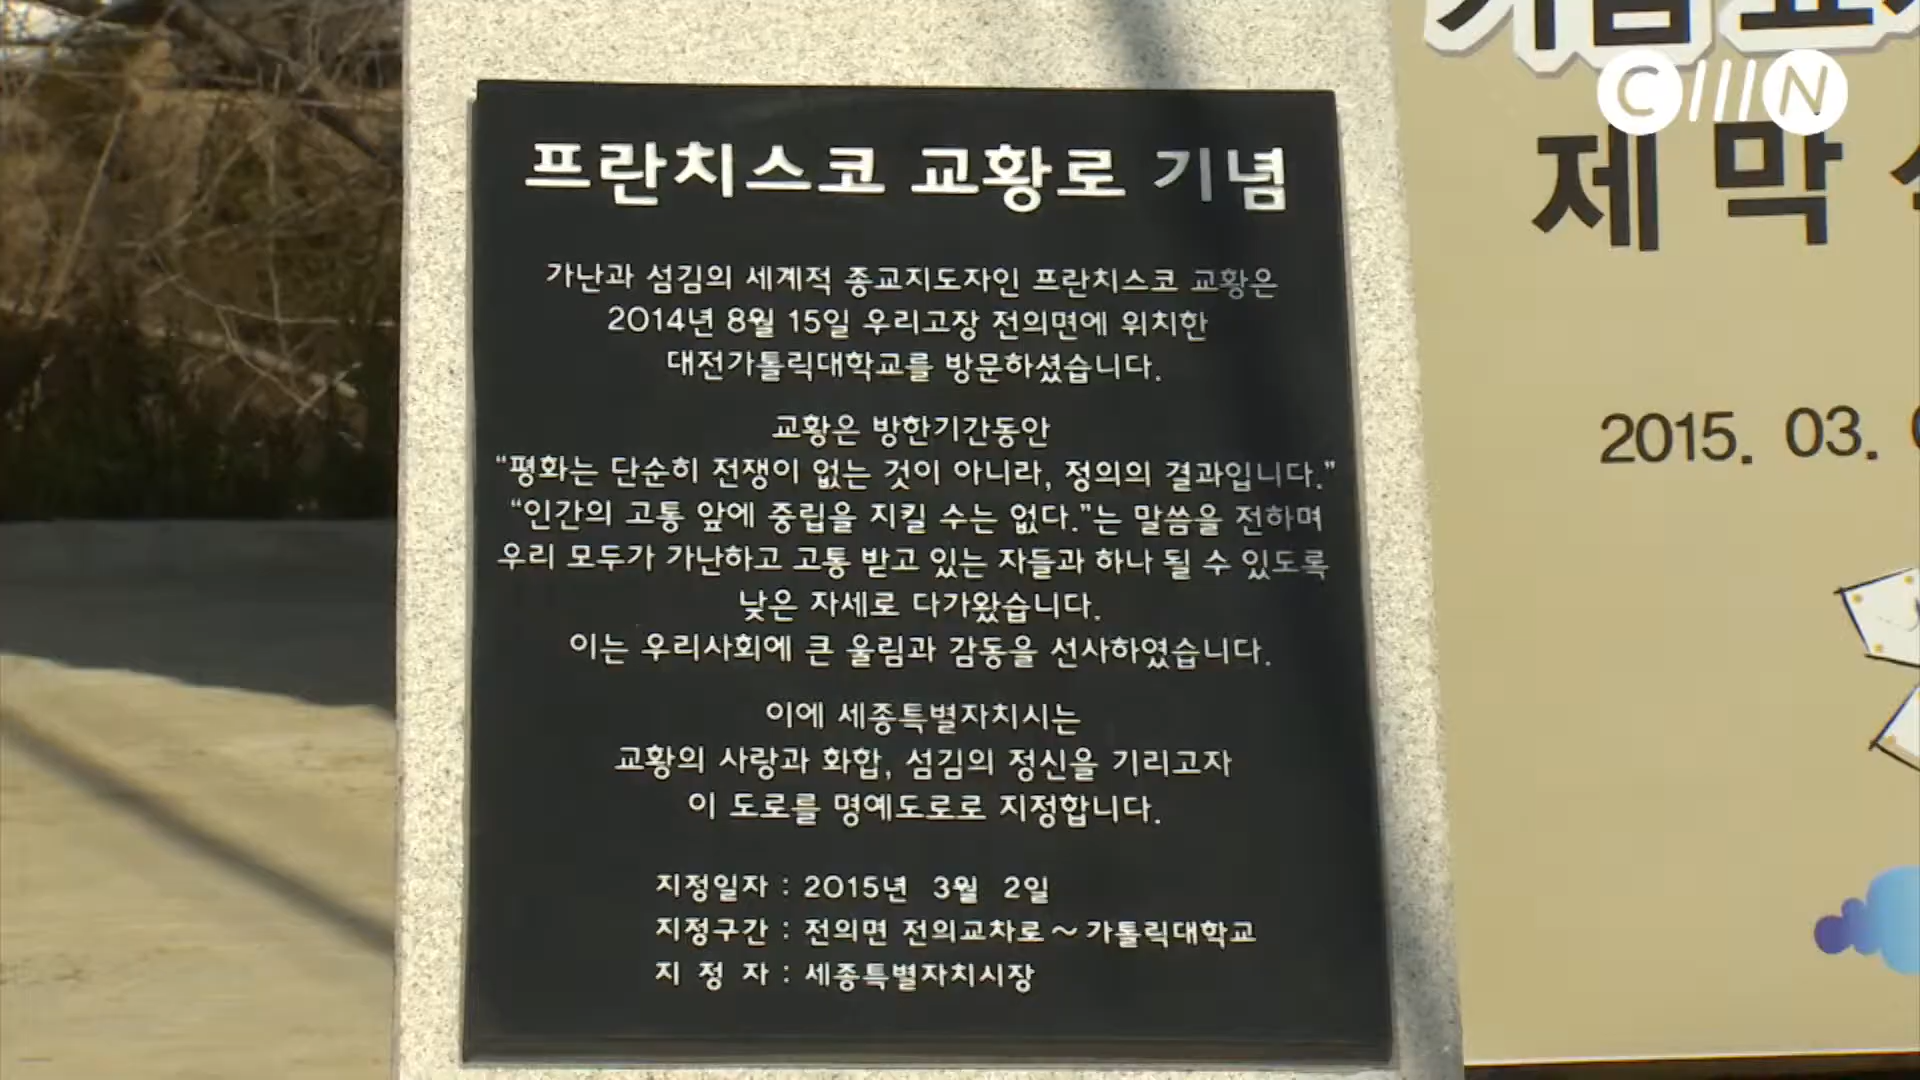 프란치스코 교황로 기념
가난과 섬김의 세계적 종교지도자인 프란치스코 교황은
2014년 8월 15일 우리고장 전의면에 위치한
대전가톨릭대학교를 방문하셨습니다.
교황은 방한기간동안
“평화는 단순히 전쟁이 없는 것이 아니라, 정의의 결과입니다.”
“인간의 고통 앞에 중립을 지킬 수는 없다.”는 말씀을 전하며
우리 모두가 가난하고 고통 받고 있는 자들과 하나 될 수 있도록
낮은 자세로 다가왔습니다.
이는 우리사회에 큰 울림과 감동을 선사하였습니다.
이에 세종특별자치시는
교황의 사랑과 화합, 섬김의 정신을 기리고자
이 도로를 명예도로로 지정합니다.
지정일자 : 2015년 3월 2일
지정구간 : 전의면 전의교차로~가톨릭대학교
지 정 자 : 세종특별자치시장
제 막
2015. 03.